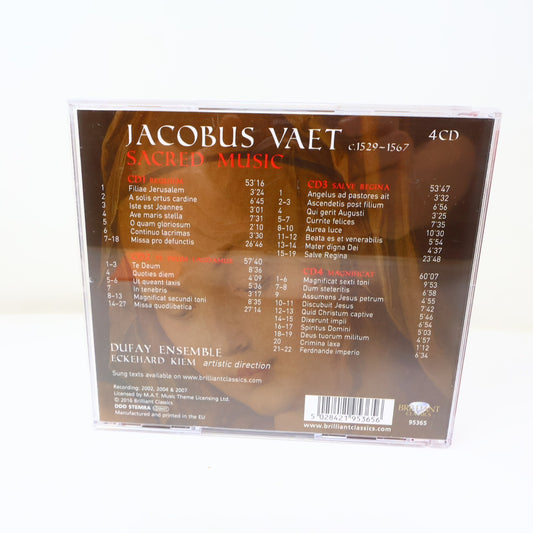 JACOBUS VAET c.1529–1567 4CD
SACRED MUSIC
CD1 REQUIEM 53'16
1 Filiae Jerusalem 3'24
2 A solis ortus cardine 6'45
3 Iste est Joannes 3'01
4 Ave maris stella
5 O quam gloriosum 2'10
6 Continuo lacrimas
7–18 Missa pro defunctis 26'46
57'40
1–3 Te Deum 8'36
4 Quoties diem 4'09
5–6 Ut queant laxis 5'36
7 In tenebris 3'17
8–13 Magnificat secundi toni 8'35
14–27 Missa quodlibetica 27'14
CD3 SALVE REGINA 53'47
1 Angelus ad pastores ait 3'32
2–3 Ascendetis post filium 6'56
4 Qui gerit Augusti 3'25
5–7 Currite felices 7'35
8–10 Aurea luce 10'30
11–12 Beata es et venerabilis 5'54
13–14 Mater digna Dei 4'30
15–19 Salve Regina 23'48
CD4 MAGNIFICAT 60'07
1–6 Magnificat sexti toni 9'53
7–8 Dum steteritis 6'58
9 Assumens Jesus petrum 4'55
10–11 Discubuit Jesus 7'42
12–13 Quid Christum captive 5'46
14–15 Dixerunt impii
16–17 Spiritus Domini
18–19 Deus tuorum militum 4'57
20 Crimina laxa 1'12
21–22 Ferdnande imperio 6'34
DUFAY ENSEMBLE
ECKEHARD KIEM artistic direction
Sung texts available on www.brilliantclassics.com
Recording: 2002, 2004 & 2007
Licensed by M.A.T. Music Theme Licensing Ltd.
© 2016 Brilliant Classics
DDD STEMRA
Manufactured and printed in the EU
5 028421 953656
www.brilliantclassics.com
BRILLIANT
CLASSICS
95365